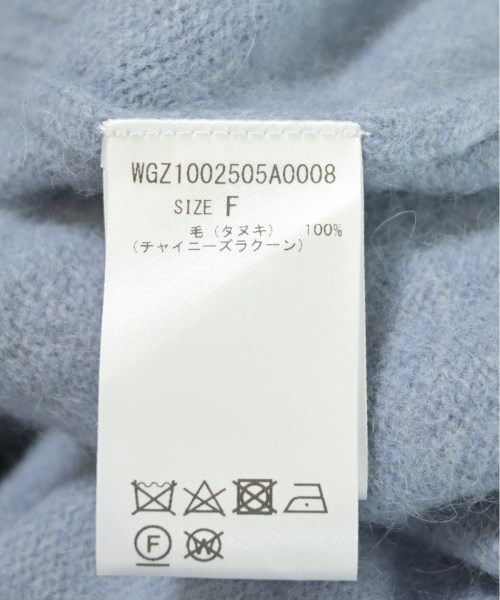 WGZ1002505A0008
SIZE F
毛（タヌキ） 100%
（チャイニーズラクーン）
F
W